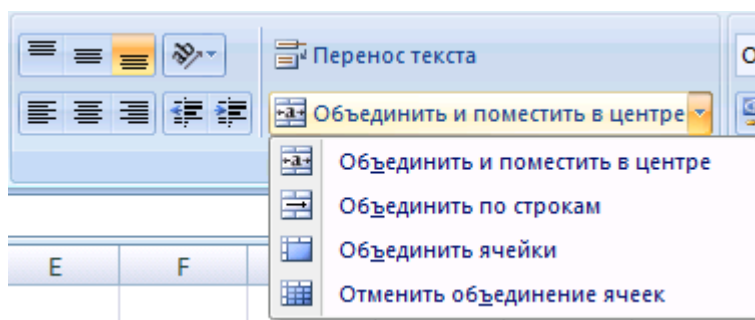 Перенос текста
Объединить и поместить в центре
Объединить и поместить в центре
Объединить по строкам
Объединить ячейки
Отменить объединение ячеек
E F